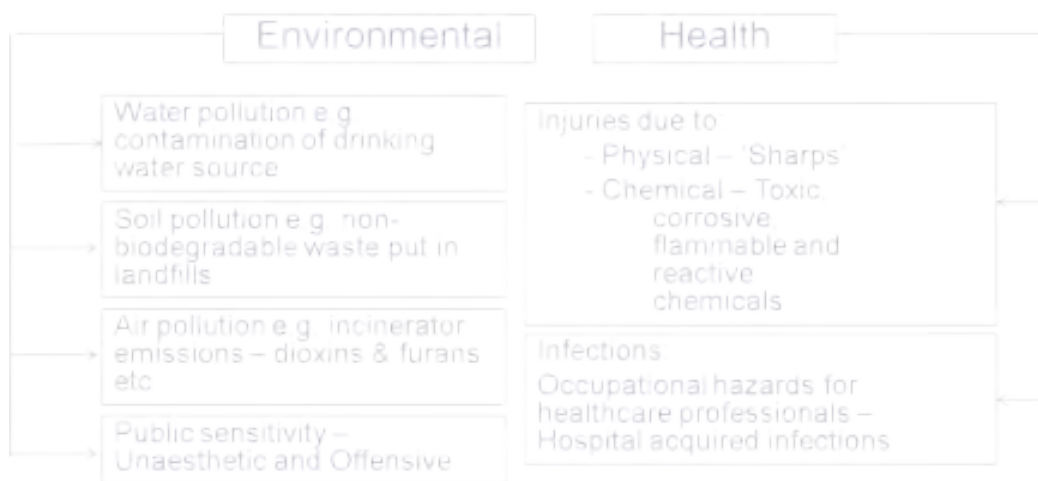 Environmental
Water pollution e.g.
contamination of drinking
water source
Soil pollution e.g. non-
biodegradable waste put in
landfills
Air pollution e.g. incinerator
emissions – dioxins & furans
etc
Public sensitivity –
Unaesthetic and Offensive
Health
Injuries due to:
- Physical – ‘Sharps’
- Chemical – Toxic,
corrosive,
flammable and
reactive
chemicals
Infections:
Occupational hazards for
healthcare professionals –
Hospital acquired infections